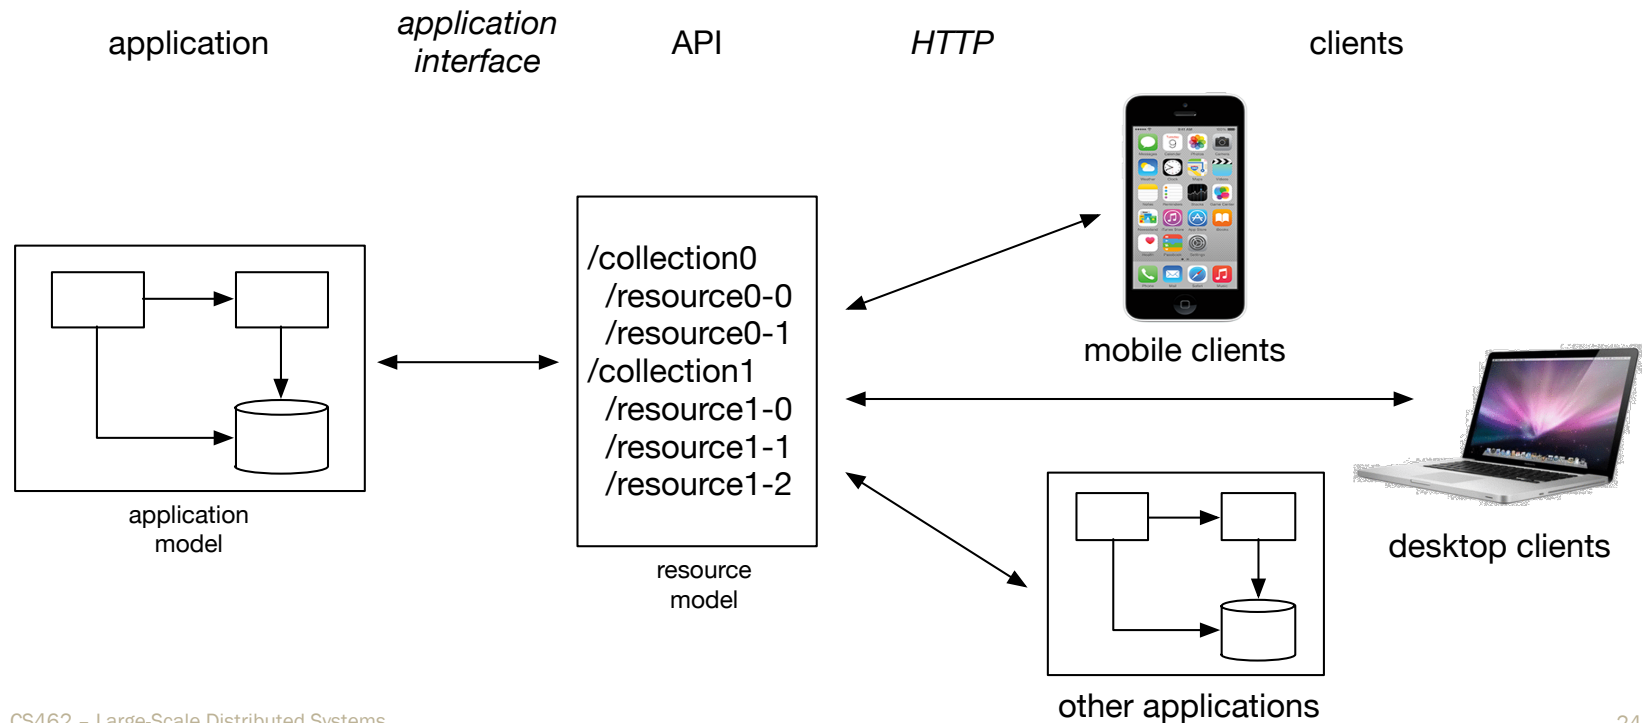 application
application
interface
API
HTTP
clients
/collection0
/resource0-0
/resource0-1
/collection1
/resource1-0
/resource1-1
/resource1-2
application
model
resource
model
mobile clients
desktop clients
other applications
CS462 – Large-Scale Distributed Systems
24